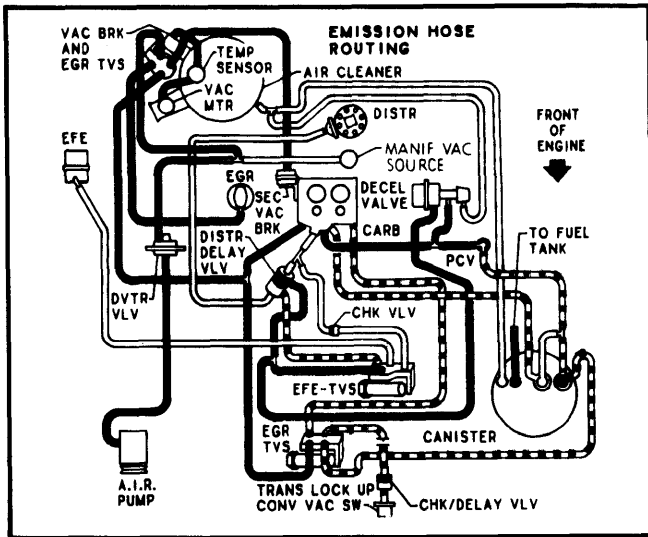 VAC BRK
AND
EGR TVS
EMISSION HOSE
ROUTING
TEMP
SENSOR
AIR CLEANER
VAC
MTR
DISTR
FRONT
OF
ENGINE
EFE
MANIF VAC
SOURCE
EGR
SEC
VAC
BRK
DECEL
VALVE
CARB
TO FUEL
TANK
DISTR
DELAY
VLV
PCV
DVTR
VLV
CHK VLV
EFE-TVS
EGR
TVS
CANISTER
A.I.R.
PUMP
TRANS LOCK UP
CONV VAC SW
CHK/DELAY VLV